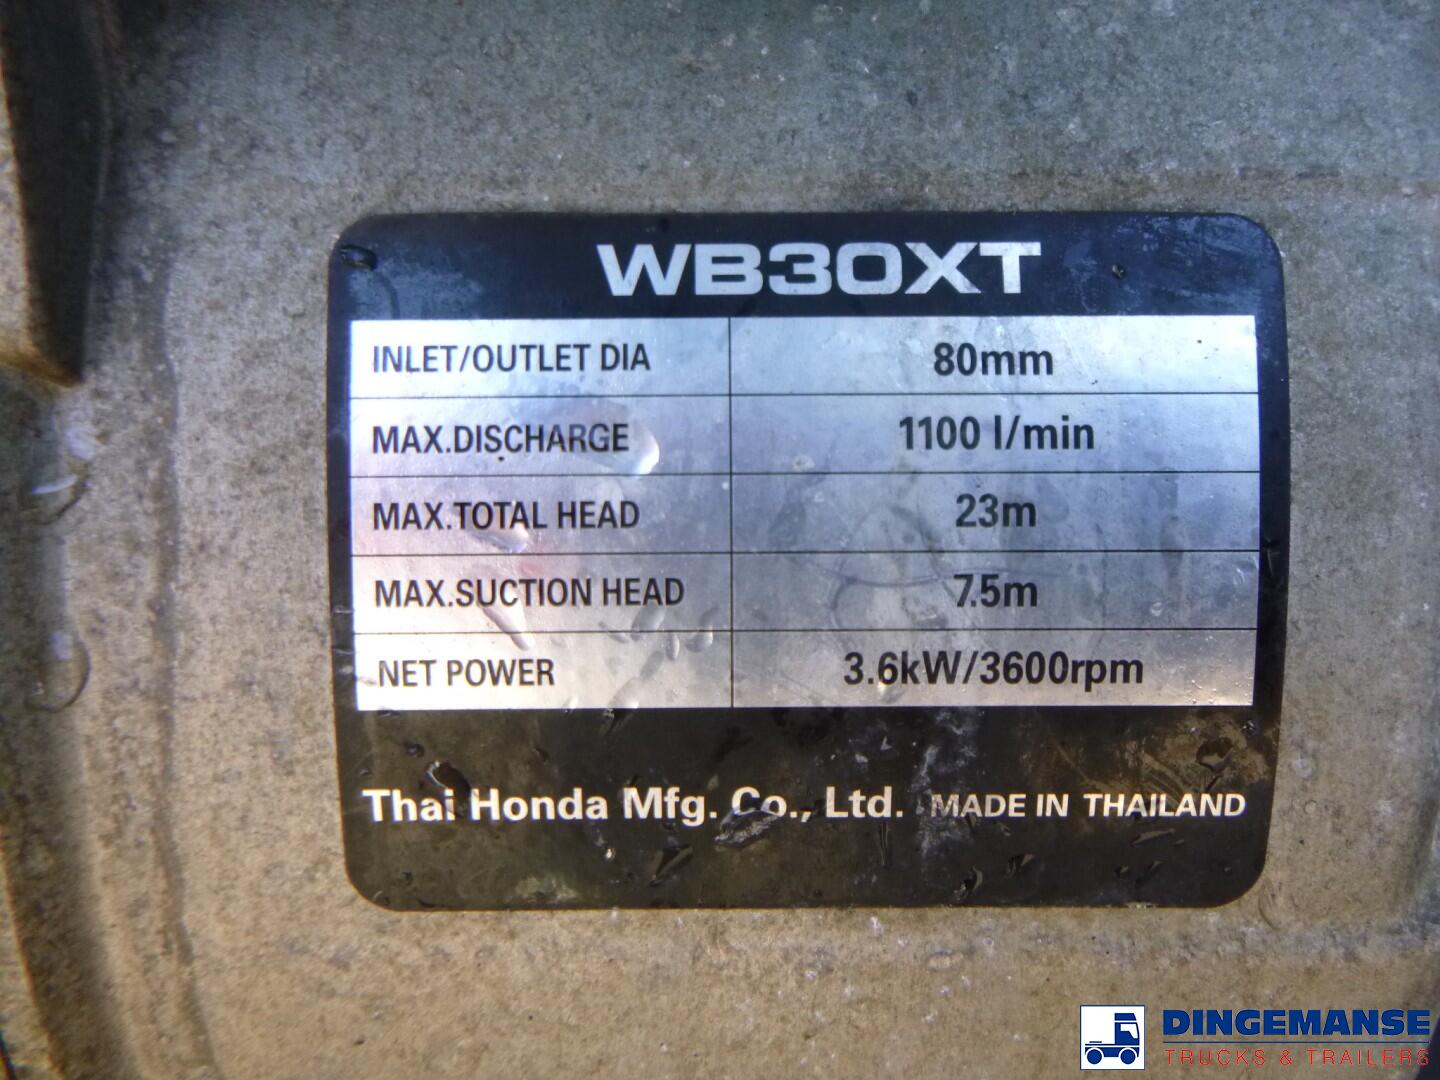 WB30XT
INLET/OUTLET DIA 80mm
MAX.DISCHARGE 1100 l/min
MAX.TOTAL HEAD 23m
MAX.SUCTION HEAD 7.5m
NET POWER 3.6kW/3600rpm
Thai Honda Mfg. Co., Ltd. MADE IN THAILAND
DINGEMANSE
TRUCKS & TRAILERS